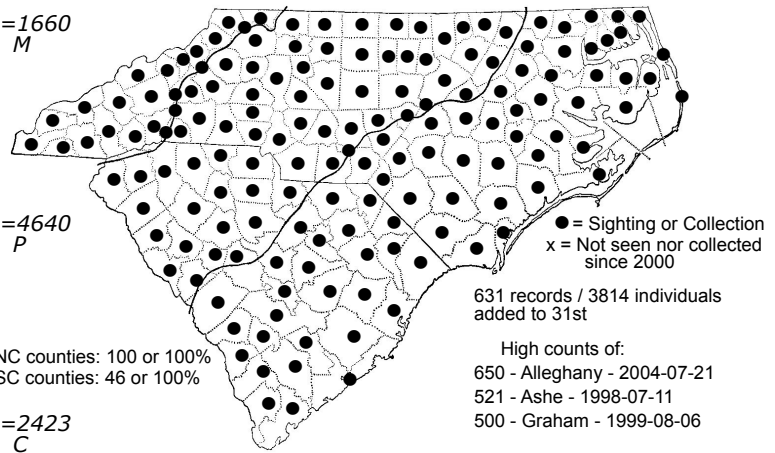 =1660
M
=4640
P
● = Sighting or Collection
x = Not seen nor collected
since 2000
631 records / 3814 individuals
added to 31st
NC counties: 100 or 100%
SC counties: 46 or 100%
High counts of:
650 - Alleghany - 2004-07-21
521 - Ashe - 1998-07-11
500 - Graham - 1999-08-06
=2423
C